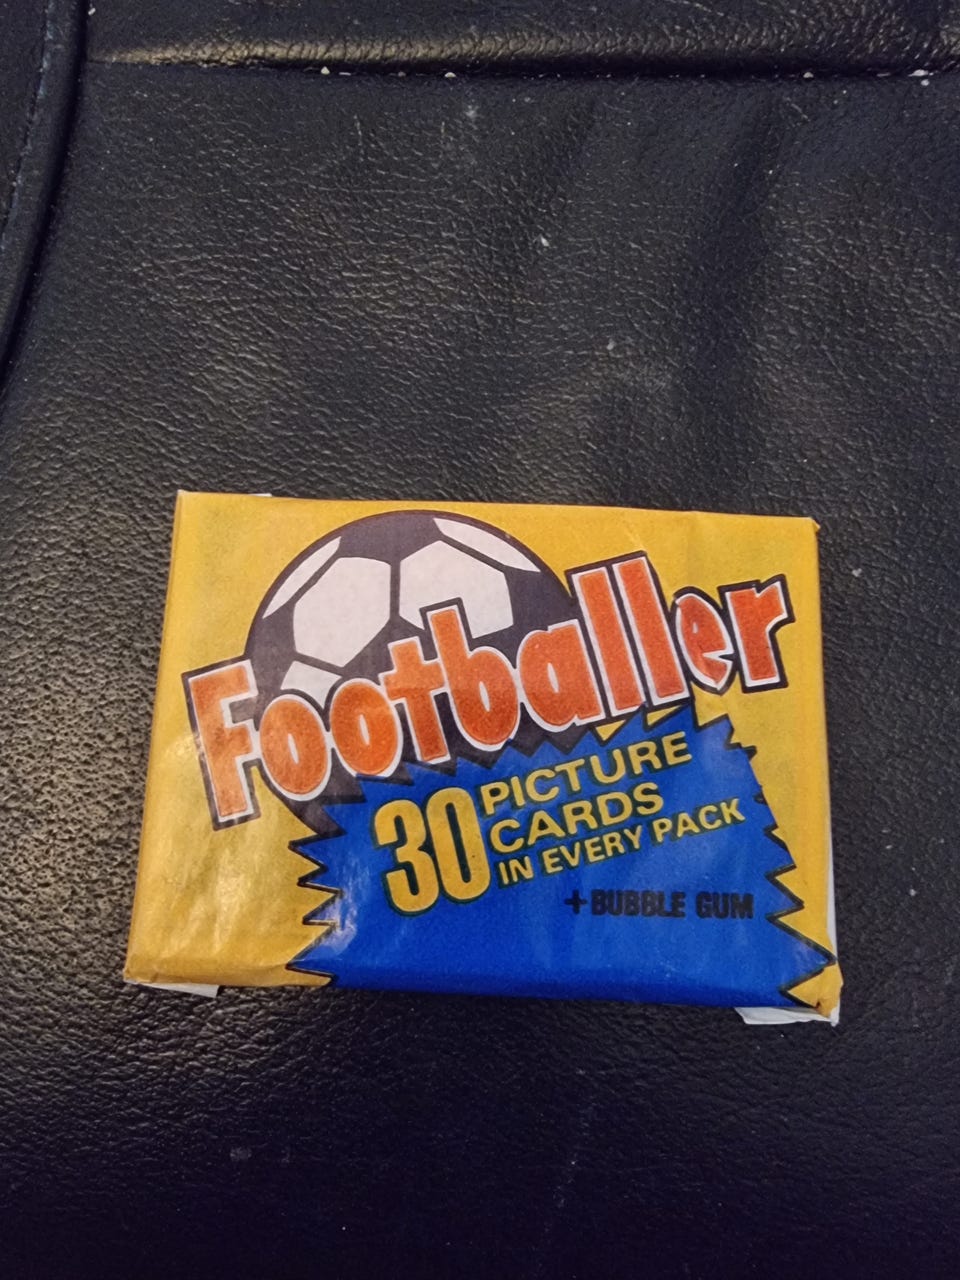 Footballer
30 PICTURE
CARDS
IN EVERY PACK
+BUBBLE GUM